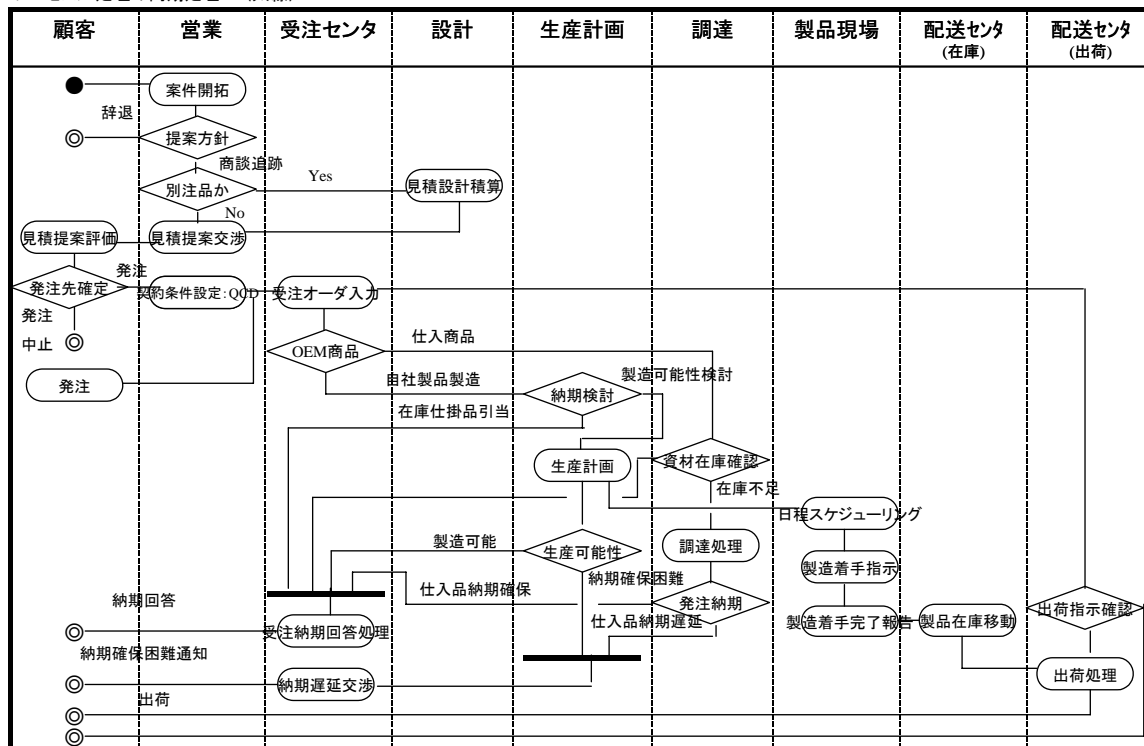 顧客 営業 受注センタ 設計 生産計画 調達 製品現場 配送センタ 配送センタ
(在庫) (出荷)
案件開拓
辞退
提案方針
商談追跡
別注品か Yes 見積設計積算
No
見積提案評価 見積提案交渉
発注
発注先確定 契約条件設定:QCD 受注オーダ入力
発注
中止
仕入商品
OEM商品
発注
自社製品製造 製造可能性検討
納期検討
在庫仕掛品引当
生産計画 資材在庫確認
在庫不足
日程スケジューリング
製造可能
生産可能性 調達処理
製造着手指示
仕入品納期確保 納期確保困難
納期回答
発注納期 出荷指示確認
受注納期回答処理 仕入品納期遅延 製造着手完了報告 製品在庫移動
納期確保困難通知
納期遅延交渉 出荷処理
出荷